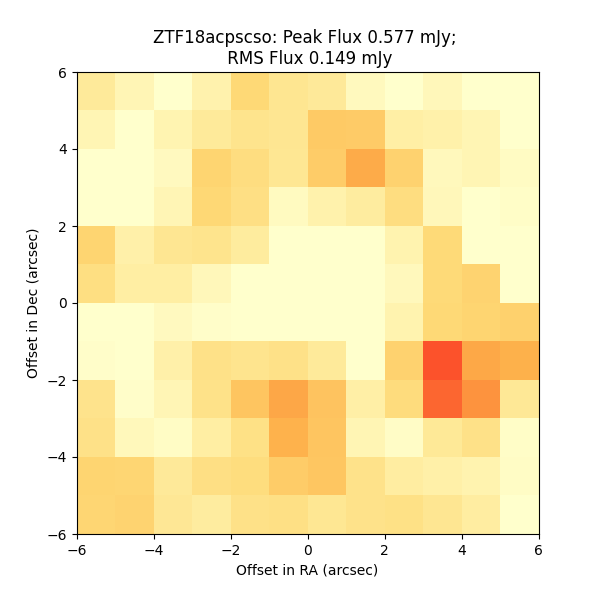 ZTF18acpscso: Peak Flux 0.577 mJy;
RMS Flux 0.149 mJy
6
4
2
0
−2
−4
−6
Offset in Dec (arcsec)
−6 −4 −2 0 2 4 6
Offset in RA (arcsec)